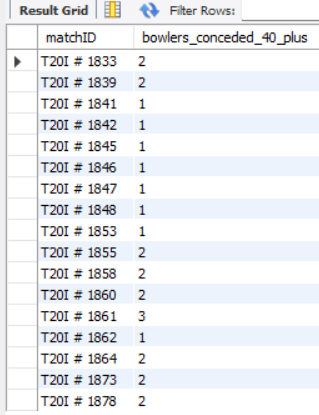 Result Grid Filter Rows:
matchID bowlers_conceded_40_plus
T20I # 1833 2
T20I # 1839 2
T20I # 1841 1
T20I # 1842 1
T20I # 1845 1
T20I # 1846 1
T20I # 1847 1
T20I # 1848 1
T20I # 1853 1
T20I # 1855 2
T20I # 1858 2
T20I # 1860 2
T20I # 1861 3
T20I # 1862 1
T20I # 1864 2
T20I # 1873 2
T20I # 1878 2